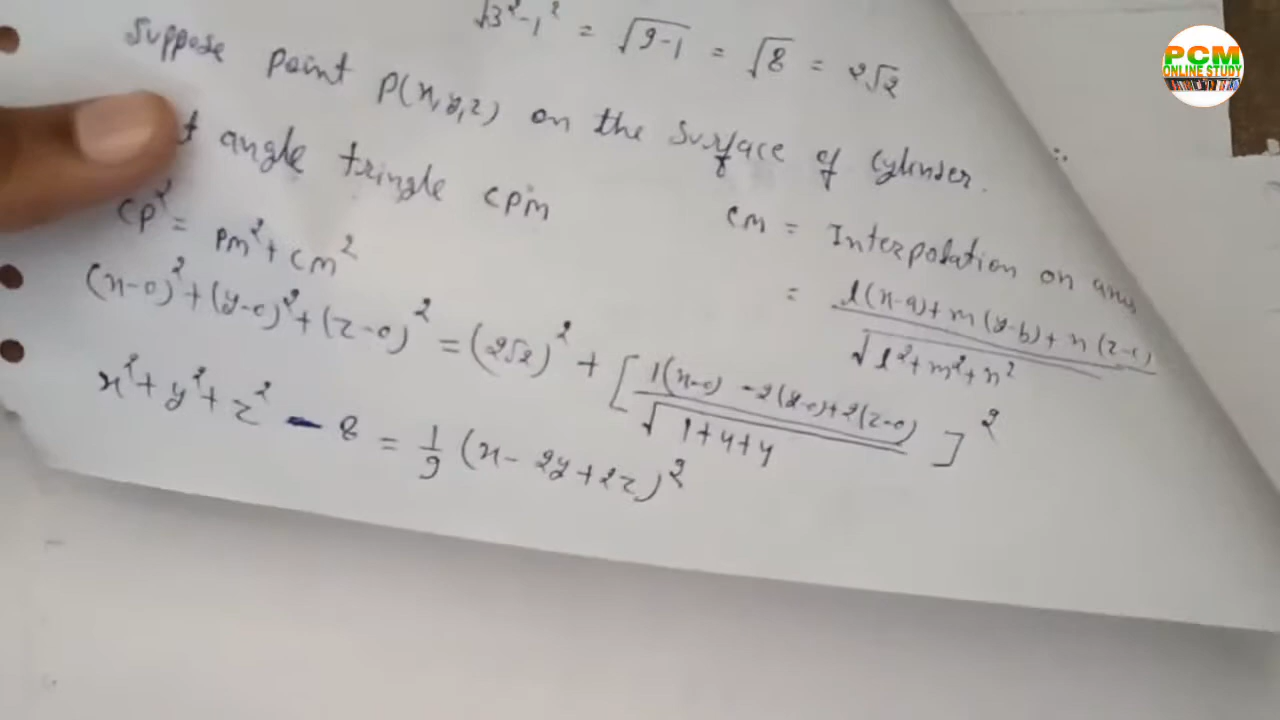 √3²-1² = √9-1 = √8 = 2√2
PCM
ONLINE STUDY
Suppose point P(x,y,z) on the surface of cylinder.
angle tringle CPM
CP² = PM² + CM²
CM = Interpolation on
= l(x-a)+m(y-b)+n(z-c) / √l²+m²+n²
(x-0)²+(y-0)²+(z-0)² = (2√2)² + [1(x-0) -2(y-0)+2(z-0) / √1+4+4]²
x²+y²+z² - 8 = 1/9 (x-2y+2z)²